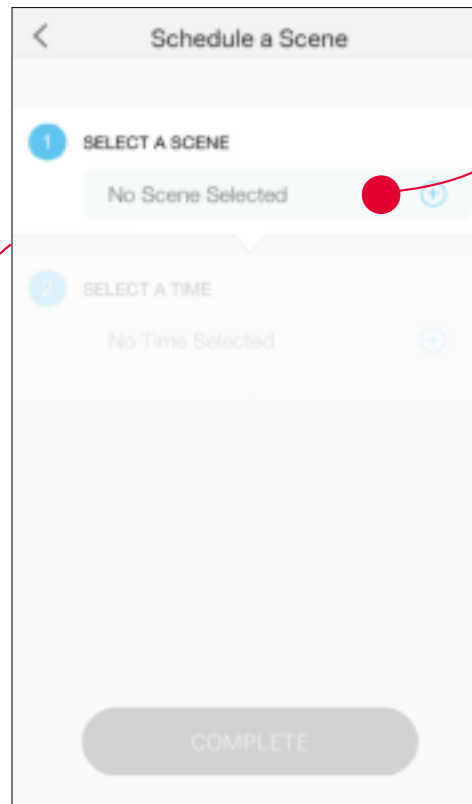 Schedule a Scene
1 SELECT A SCENE
No Scene Selected
2 SELECT A TIME
No Time Selected
COMPLETE